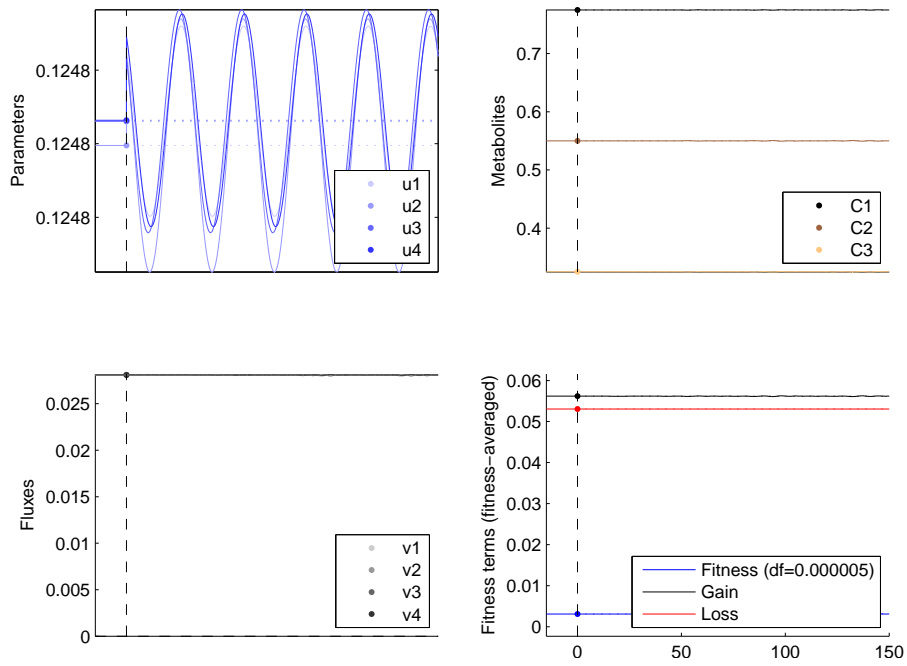 Parameters
0.1248
0.1248
0.1248
u1
u2
u3
u4
Metabolites
0.7
0.6
0.5
0.4
C1
C2
C3
Fluxes
0.025
0.02
0.015
0.01
0.005
0
v1
v2
v3
v4
Fitness terms (fitness−averaged)
0.06
0.05
0.04
0.03
0.02
0.01
0
Fitness (df=0.000005)
Gain
Loss
0
50
100
150